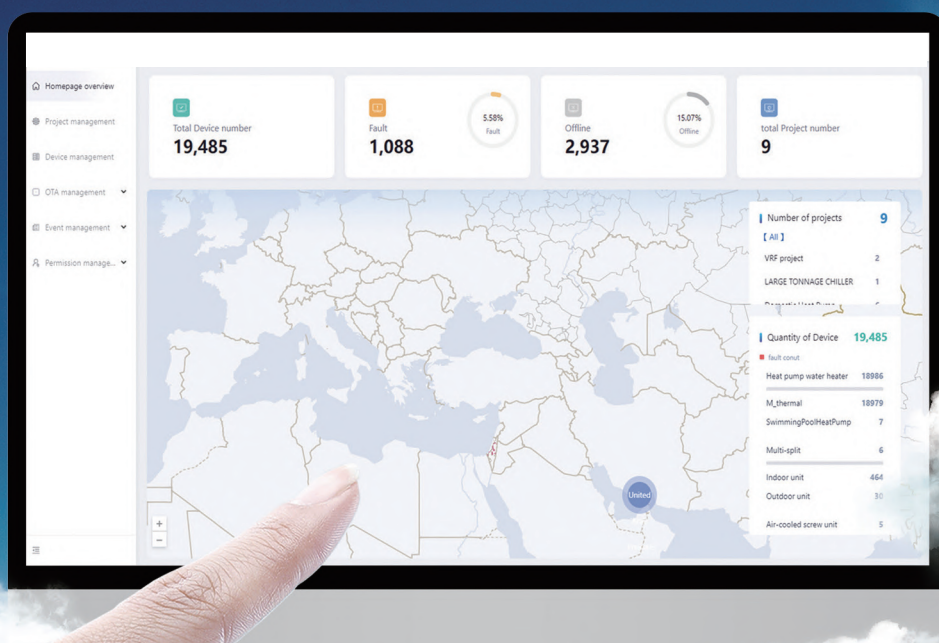 Homepage overview
Project management
Device management
OTA management
Event management
Permission manage...
Total Device number
19,485
Fault
1,088
5.58%
Fault
Offline
2,937
15.07%
Offline
total Project number
9
Number of projects 9
[ All ]
VRF project 2
LARGE TONNAGE CHILLER 1
Quantity of Device 19,485
fault conut
Heat pump water heater 18986
M_thermal 18979
SwimmingPoolHeatPump 7
Multi-split 6
Indoor unit 464
Outdoor unit 30
Air-cooled screw unit 5
United
+
−